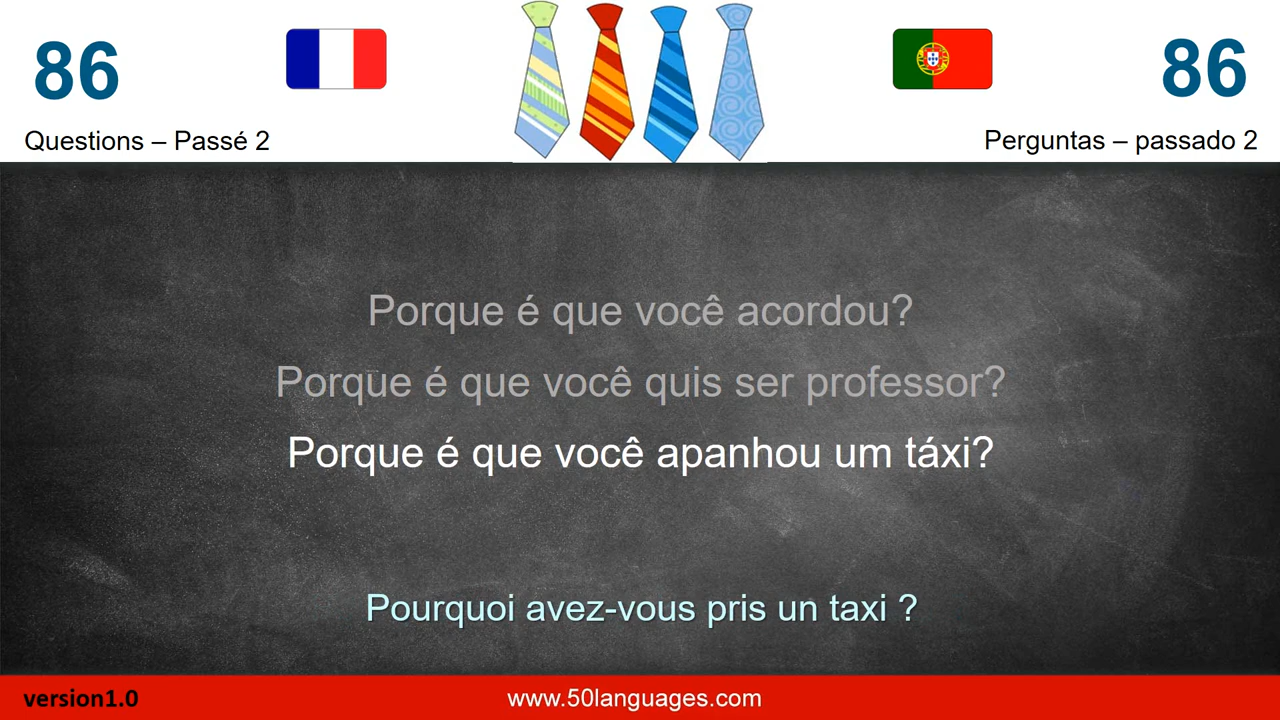 86
86
Questions – Passé 2
Perguntas – passado 2
Porque é que você acordou?
Porque é que você quis ser professor?
Porque é que você apanhou um táxi?
Pourquoi avez-vous pris un taxi ?
version1.0
www.50languages.com